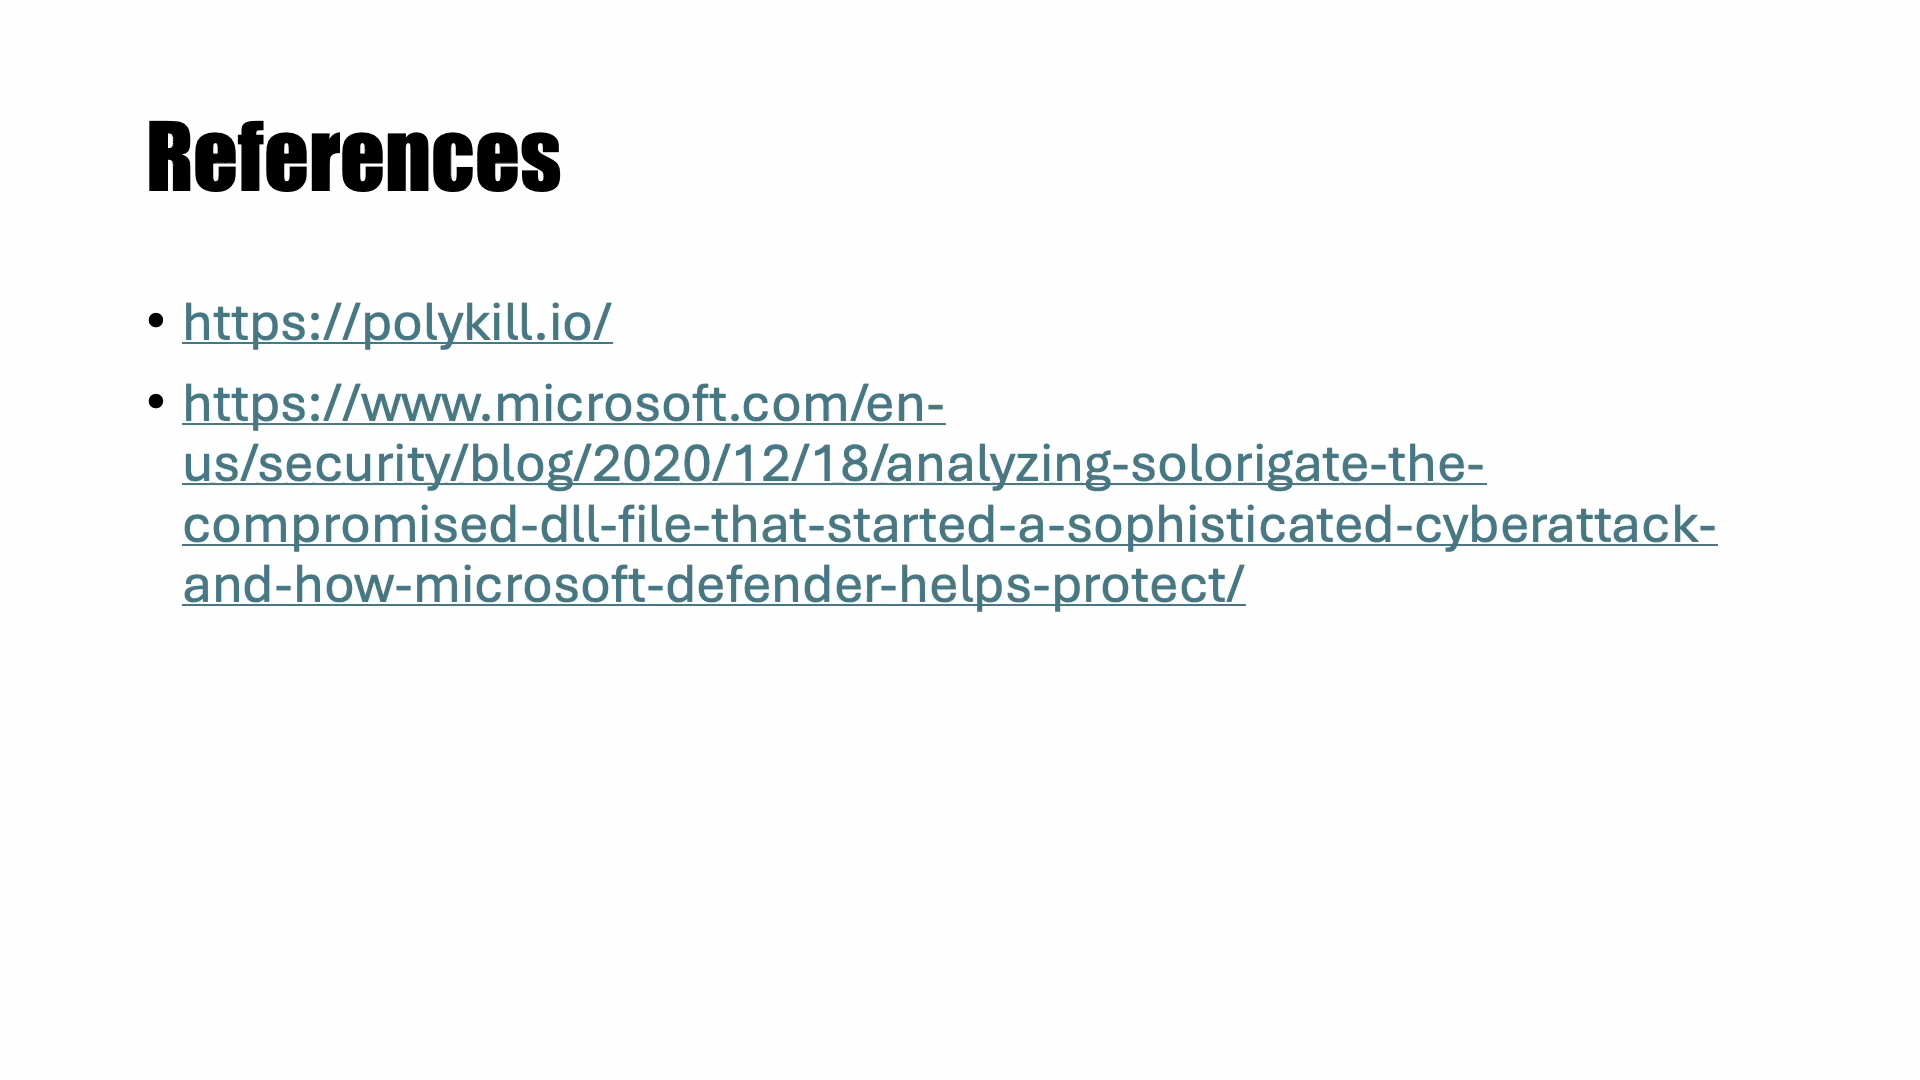 References
• https://polykill.io/
• https://www.microsoft.com/en-
us/security/blog/2020/12/18/analyzing-solorigate-the-
compromised-dll-file-that-started-a-sophisticated-cyberattack-
and-how-microsoft-defender-helps-protect/